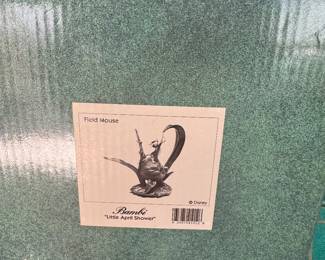 Field Mouse
© Disney
Bambi
"Little April Shower"